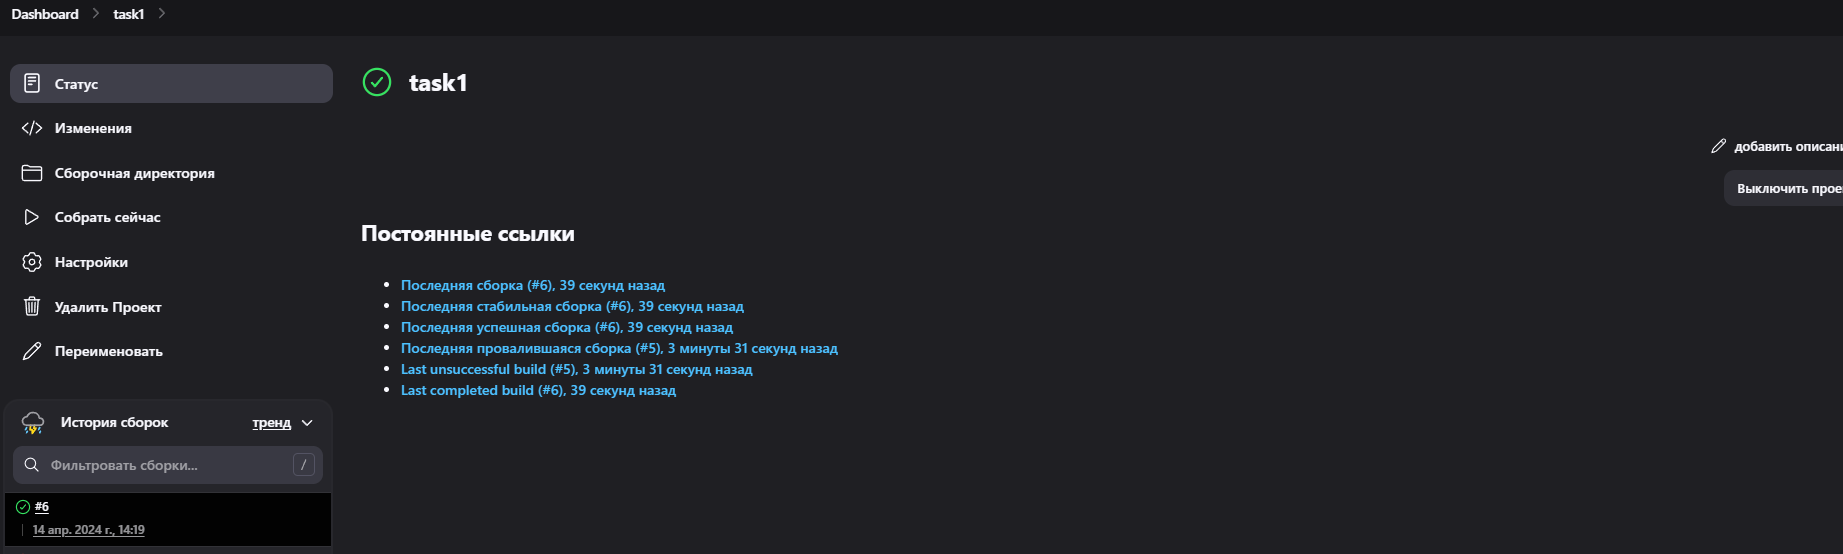 Dashboard task1
Статус
Изменения
Сборочная директория
Собрать сейчас
Настройки
Удалить Проект
Переименовать
История сборок тренд
Фильтровать сборки... /
#6
14 апр. 2024 г., 14:19
task1
добавить описани
Выключить прое
Постоянные ссылки
Последняя сборка (#6), 39 секунд назад
Последняя стабильная сборка (#6), 39 секунд назад
Последняя успешная сборка (#6), 39 секунд назад
Последняя провалившаяся сборка (#5), 3 минуты 31 секунд назад
Last unsuccessful build (#5), 3 минуты 31 секунд назад
Last completed build (#6), 39 секунд назад